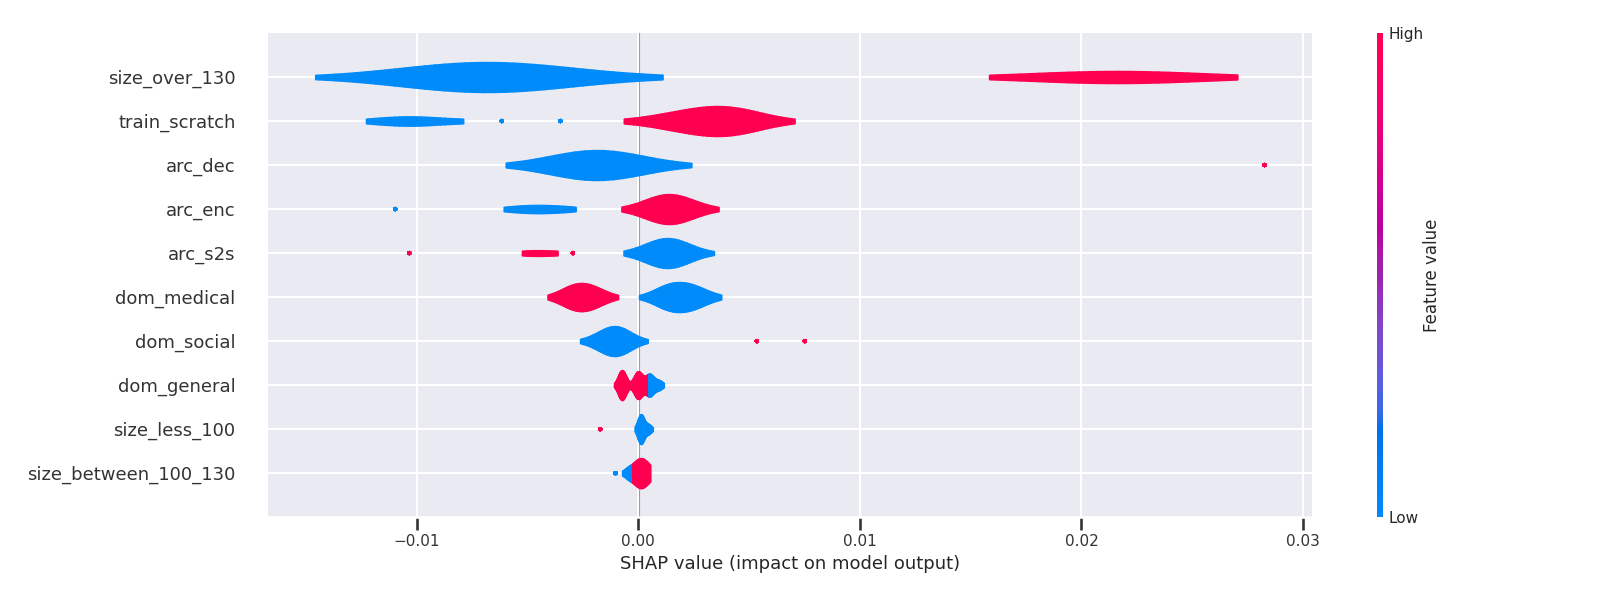 size_over_130
train_scratch
arc_dec
arc_enc
arc_s2s
dom_medical
dom_social
dom_general
size_less_100
size_between_100_130
−0.01
0.00
0.01
0.02
0.03
SHAP value (impact on model output)
High
Feature value
Low